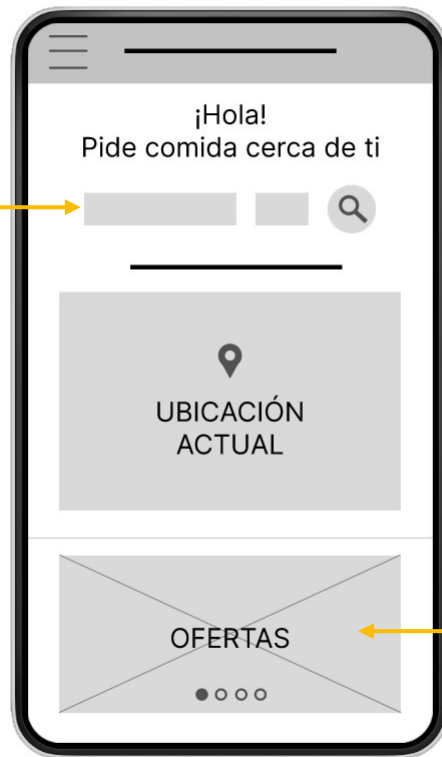 ¡Hola!
Pide comida cerca de ti
UBICACIÓN
ACTUAL
OFERTAS